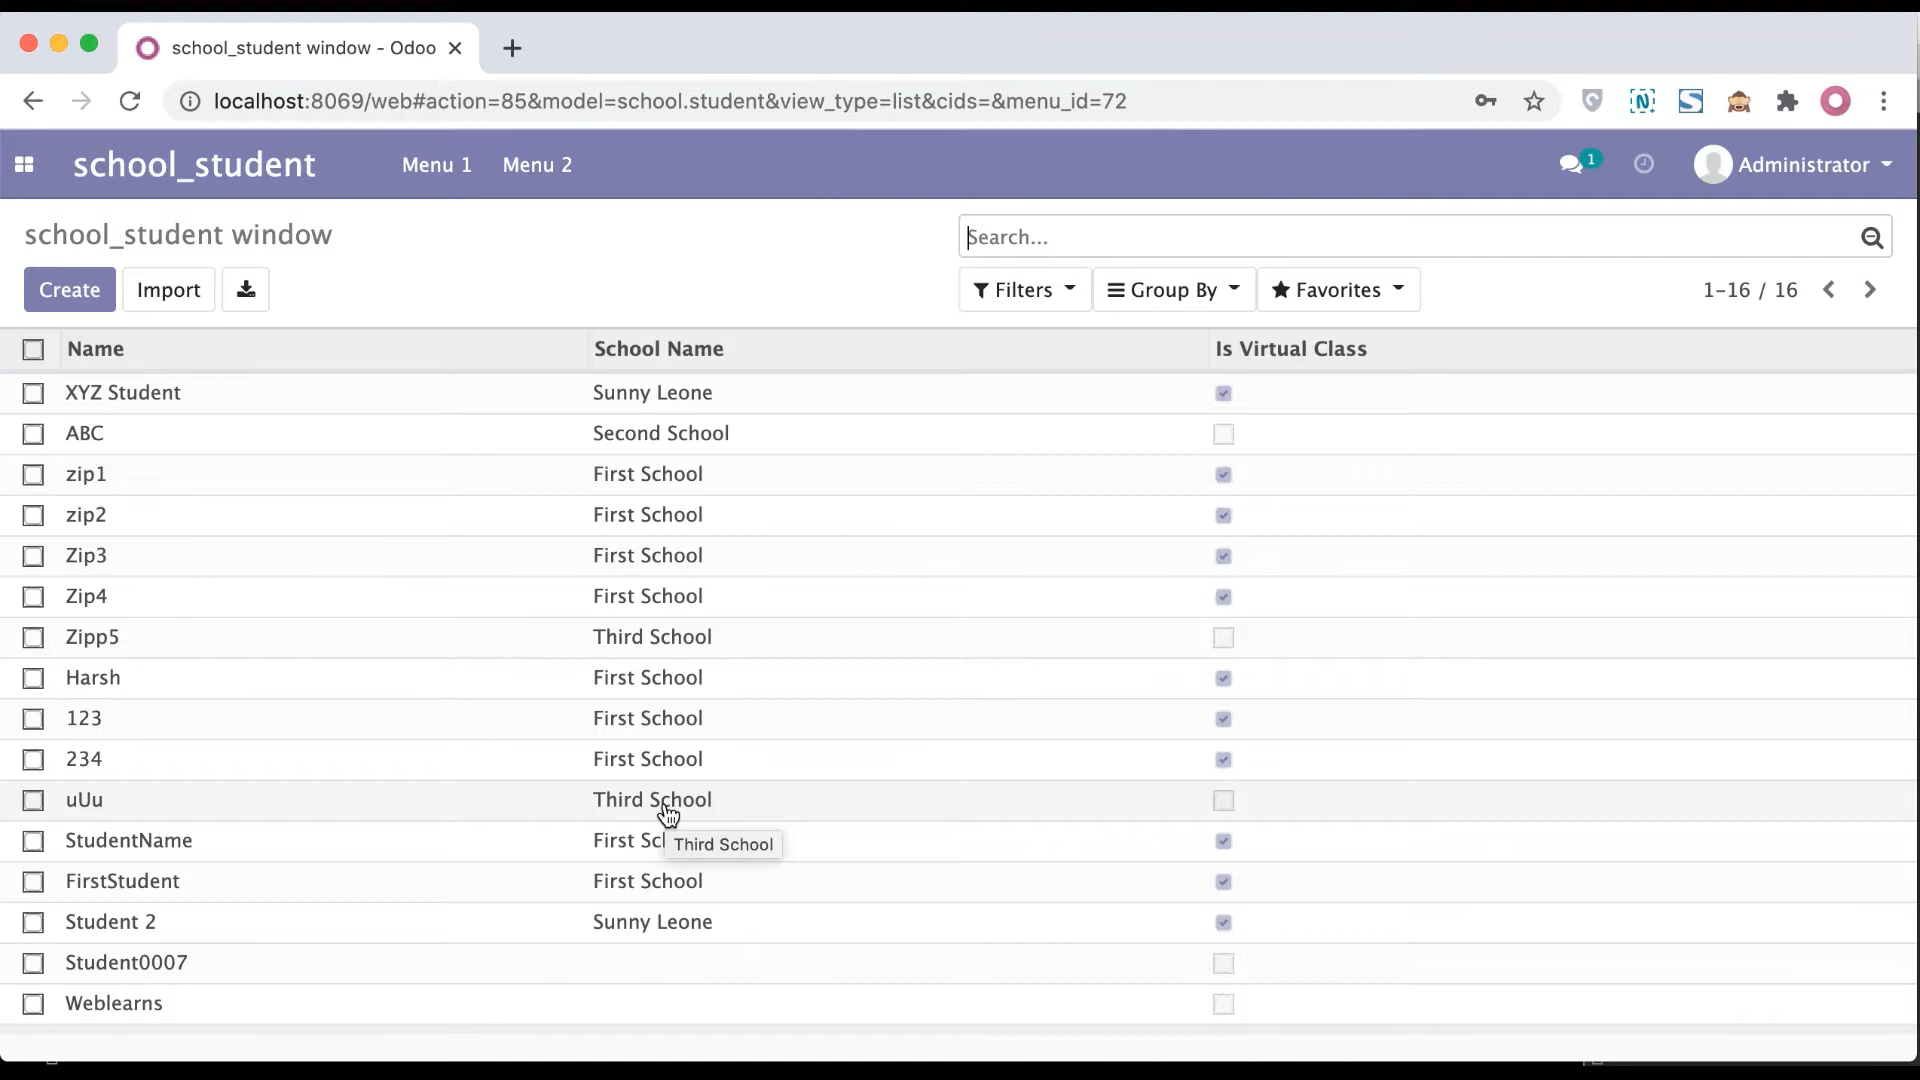 school_student window - Odoo
localhost:8069/web#action=85&model=school.student&view_type=list&cids=&menu_id=72
school_student Menu 1 Menu 2 1 Administrator
school_student window
Search...
Create Import Filters Group By Favorites 1-16 / 16
Name School Name Is Virtual Class
XYZ Student Sunny Leone
ABC Second School
zip1 First School
zip2 First School
Zip3 First School
Zip4 First School
Zipp5 Third School
Harsh First School
123 First School
234 First School
uUu Third School
StudentName First Sch
Third School
FirstStudent First School
Student 2 Sunny Leone
Student0007
Weblearns